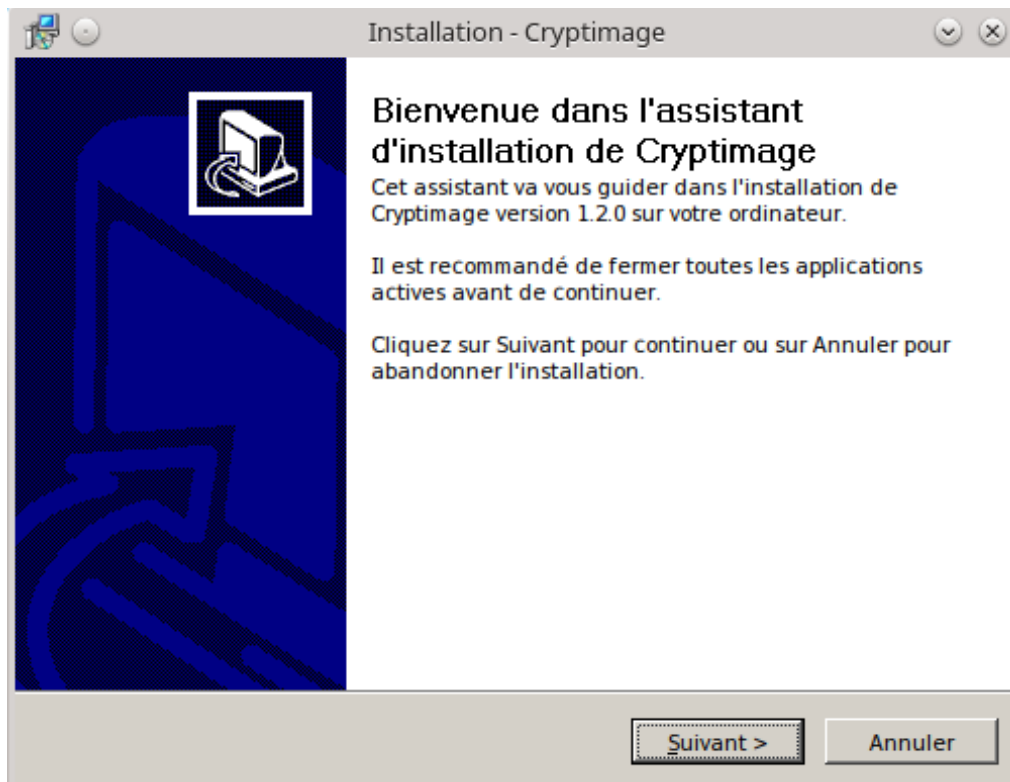 Installation - Cryptimage
Bienvenue dans l'assistant
d'installation de Cryptimage
Cet assistant va vous guider dans l'installation de
Cryptimage version 1.2.0 sur votre ordinateur.
Il est recommandé de fermer toutes les applications
actives avant de continuer.
Cliquez sur Suivant pour continuer ou sur Annuler pour
abandonner l'installation.
Suivant >
Annuler